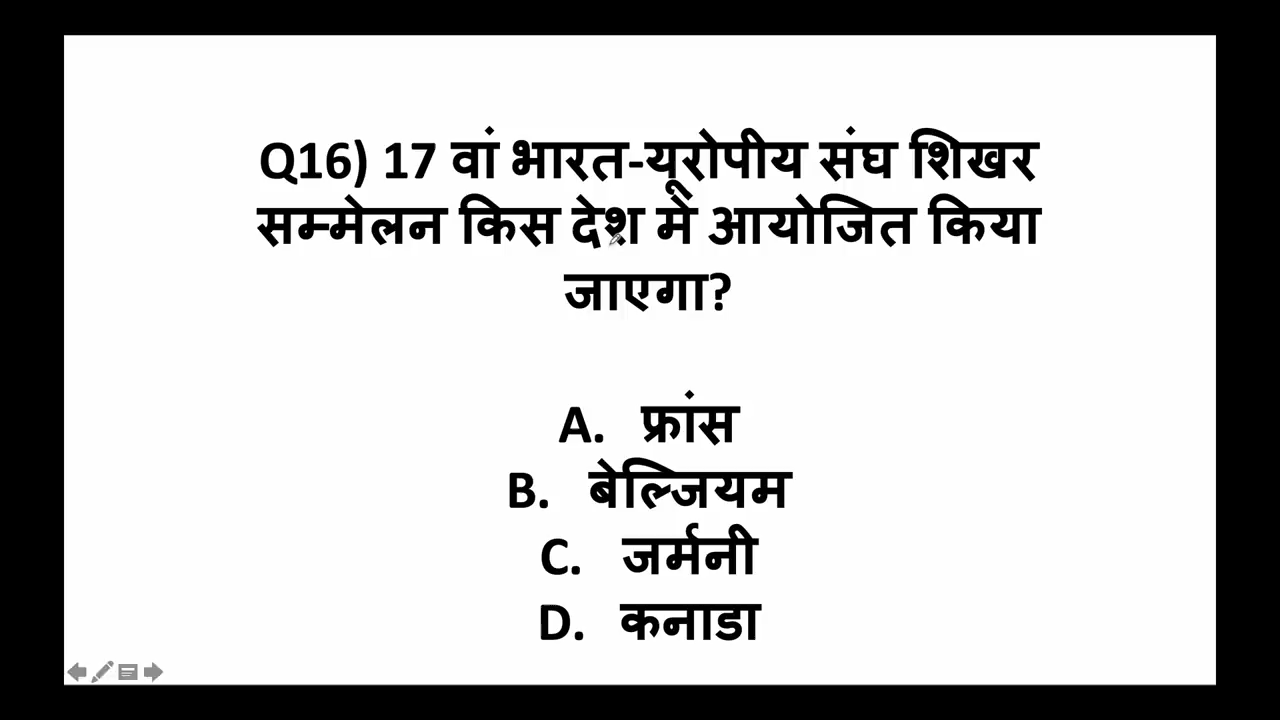 Q16) 17 वां भारत-यूरोपीय संघ शिखर
सम्मेलन किस देश में आयोजित किया
जाएगा?
A. फ्रांस
B. बेल्जियम
C. जर्मनी
D. कनाडा